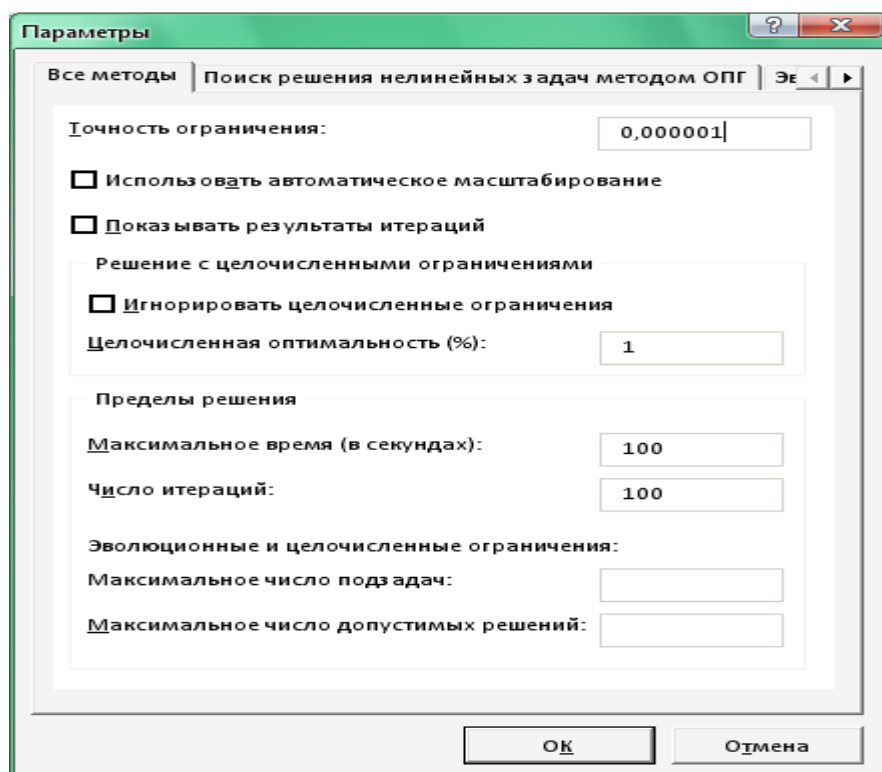 Параметры
Все методы Поиск решения нелинейных задач методом ОПГ Эв
Точность ограничения: 0,000001
Использовать автоматическое масштабирование
Показывать результаты итераций
Решение с целочисленными ограничениями
Игнорировать целочисленные ограничения
Целочисленная оптимальность (%): 1
Пределы решения
Максимальное время (в секундах): 100
Число итераций: 100
Эволюционные и целочисленные ограничения:
Максимальное число подзадач:
Максимальное число допустимых решений:
ОК Отмена